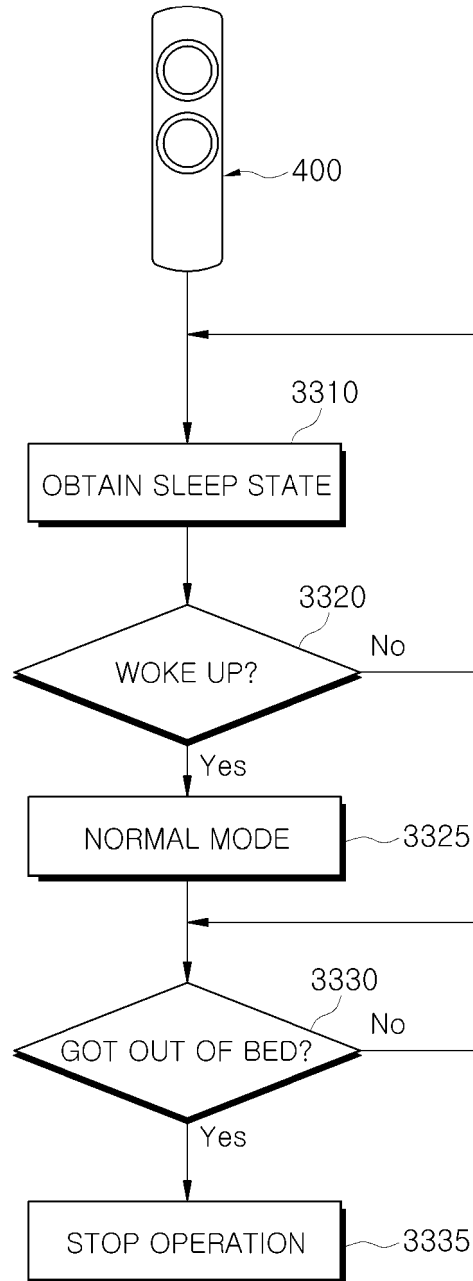 400
3310
OBTAIN SLEEP STATE
3320
No
WOKE UP?
Yes
NORMAL MODE
3325
3330
No
GOT OUT OF BED?
Yes
STOP OPERATION
3335